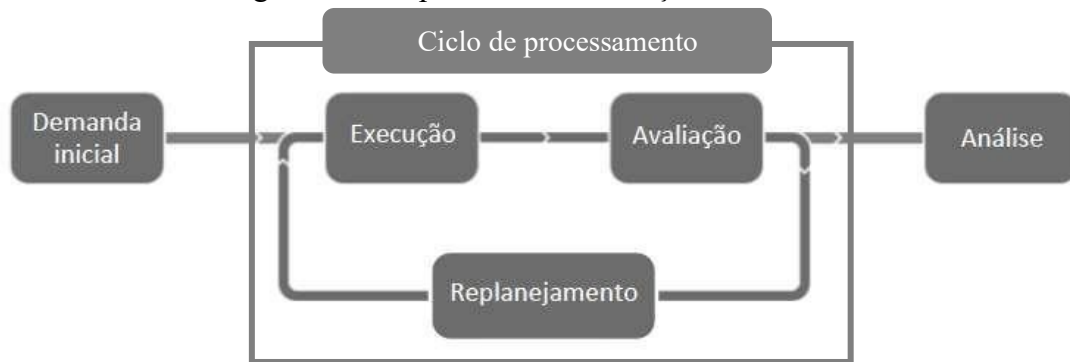 Ciclo de processamento
Demanda
inicial
Execução
Avaliação
Análise
Replanejamento